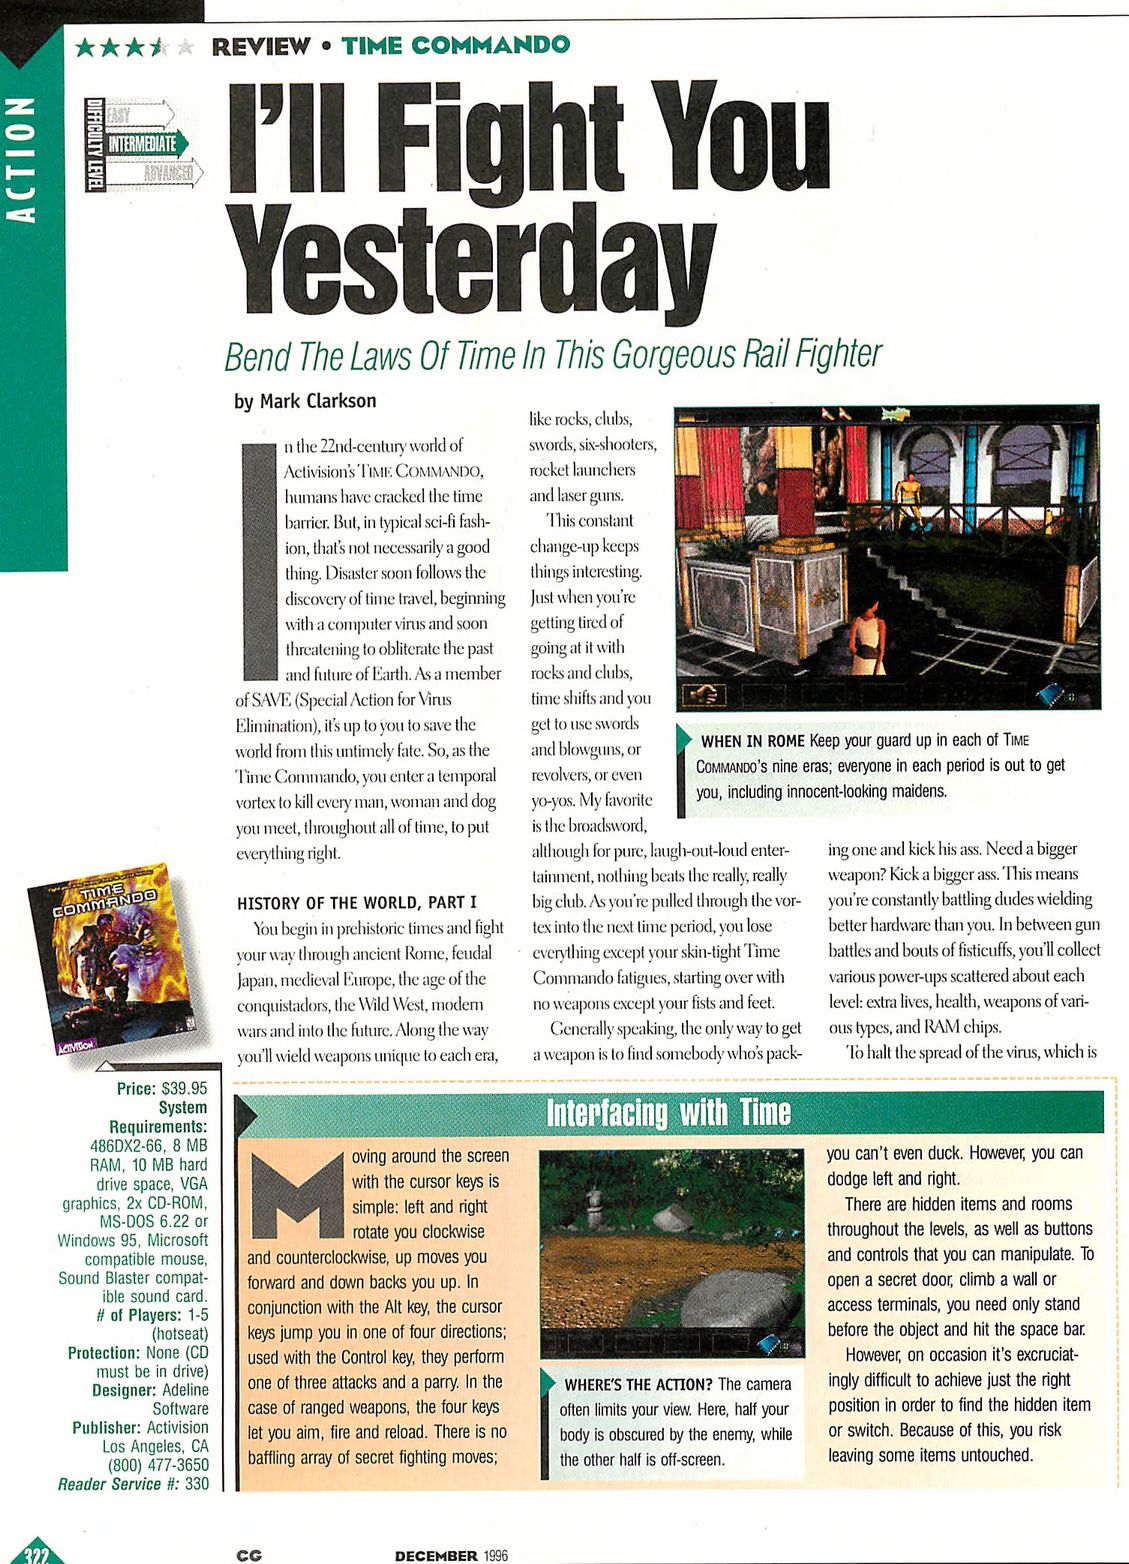 REVIEW • TIME COMMANDO
ACTION
DIFFICULTY LEVEL
EASY
INTERMEDIATE
ADVANCED
I'll Fight You
Yesterday
Bend The Laws Of Time In This Gorgeous Rail Fighter
by Mark Clarkson
In the 22nd-century world of
Activision's TIME COMMANDO,
humans have cracked the time
barrier. But, in typical sci-fi fash-
ion, that's not necessarily a good
thing. Disaster soon follows the
discovery of time travel, beginning
with a computer virus and soon
threatening to obliterate the past
and future of Earth. As a member
of SAVE (Special Action for Virus
Elimination), it's up to you to save the
world from this untimely fate. So, as the
Time Commando, you enter a temporal
vortex to kill every man, woman and dog
you meet, throughout all of time, to put
everything right.
HISTORY OF THE WORLD, PART I
You begin in prehistoric times and fight
your way through ancient Rome, feudal
Japan, medieval Europe, the age of the
conquistadors, the Wild West, modern
wars and into the future. Along the way
you'll wield weapons unique to each era,
like rocks, clubs,
swords, six-shooters,
rocket launchers
and laser guns.
This constant
change-up keeps
things interesting.
Just when you're
getting tired of
going at it with
rocks and clubs,
time shifts and you
get to use swords
and blowguns, or
revolvers, or even
yo-yos. My favorite
is the broadsword,
although for pure, laugh-out-loud enter-
tainment, nothing beats the really, really
big club. As you're pulled through the vor-
tex into the next time period, you lose
everything except your skin-tight Time
Commando fatigues, starting over with
no weapons except your fists and feet.
Generally speaking, the only way to get
a weapon is to find somebody who's pack-
WHEN IN ROME Keep your guard up in each of TIME
COMMANDO's nine eras; everyone in each period is out to get
you, including innocent-looking maidens.
ing one and kick his ass. Need a bigger
weapon? Kick a bigger ass. This means
you're constantly battling dudes wielding
better hardware than you. In between gun
battles and bouts of fisticuffs, you'll collect
various power-ups scattered about each
level: extra lives, health, weapons of vari-
ous types, and RAM chips.
To halt the spread of the virus, which is
TIME
COMMANDO
ACTIVISION
Price: $39.95
System
Requirements:
486DX2-66, 8 MB
RAM, 10 MB hard
drive space, VGA
graphics, 2x CD-ROM,
MS-DOS 6.22 or
Windows 95, Microsoft
compatible mouse,
Sound Blaster compat-
ible sound card.
# of Players: 1-5
(hotseat)
Protection: None (CD
must be in drive)
Designer: Adeline
Software
Publisher: Activision
Los Angeles, CA
(800) 477-3650
Reader Service #: 330
Interfacing with Time
Moving around the screen
with the cursor keys is
simple: left and right
rotate you clockwise
and counterclockwise, up moves you
forward and down backs you up. In
conjunction with the Alt key, the cursor
keys jump you in one of four directions;
used with the Control key, they perform
one of three attacks and a parry. In the
case of ranged weapons, the four keys
let you aim, fire and reload. There is no
baffling array of secret fighting moves;
WHERE'S THE ACTION? The camera
often limits your view. Here, half your
body is obscured by the enemy, while
the other half is off-screen.
you can't even duck. However, you can
dodge left and right.
There are hidden items and rooms
throughout the levels, as well as buttons
and controls that you can manipulate. To
open a secret door, climb a wall or
access terminals, you need only stand
before the object and hit the space bar.
However, on occasion it's excruciat-
ingly difficult to achieve just the right
position in order to find the hidden item
or switch. Because of this, you risk
leaving some items untouched.
322
CG
DECEMBER 1996